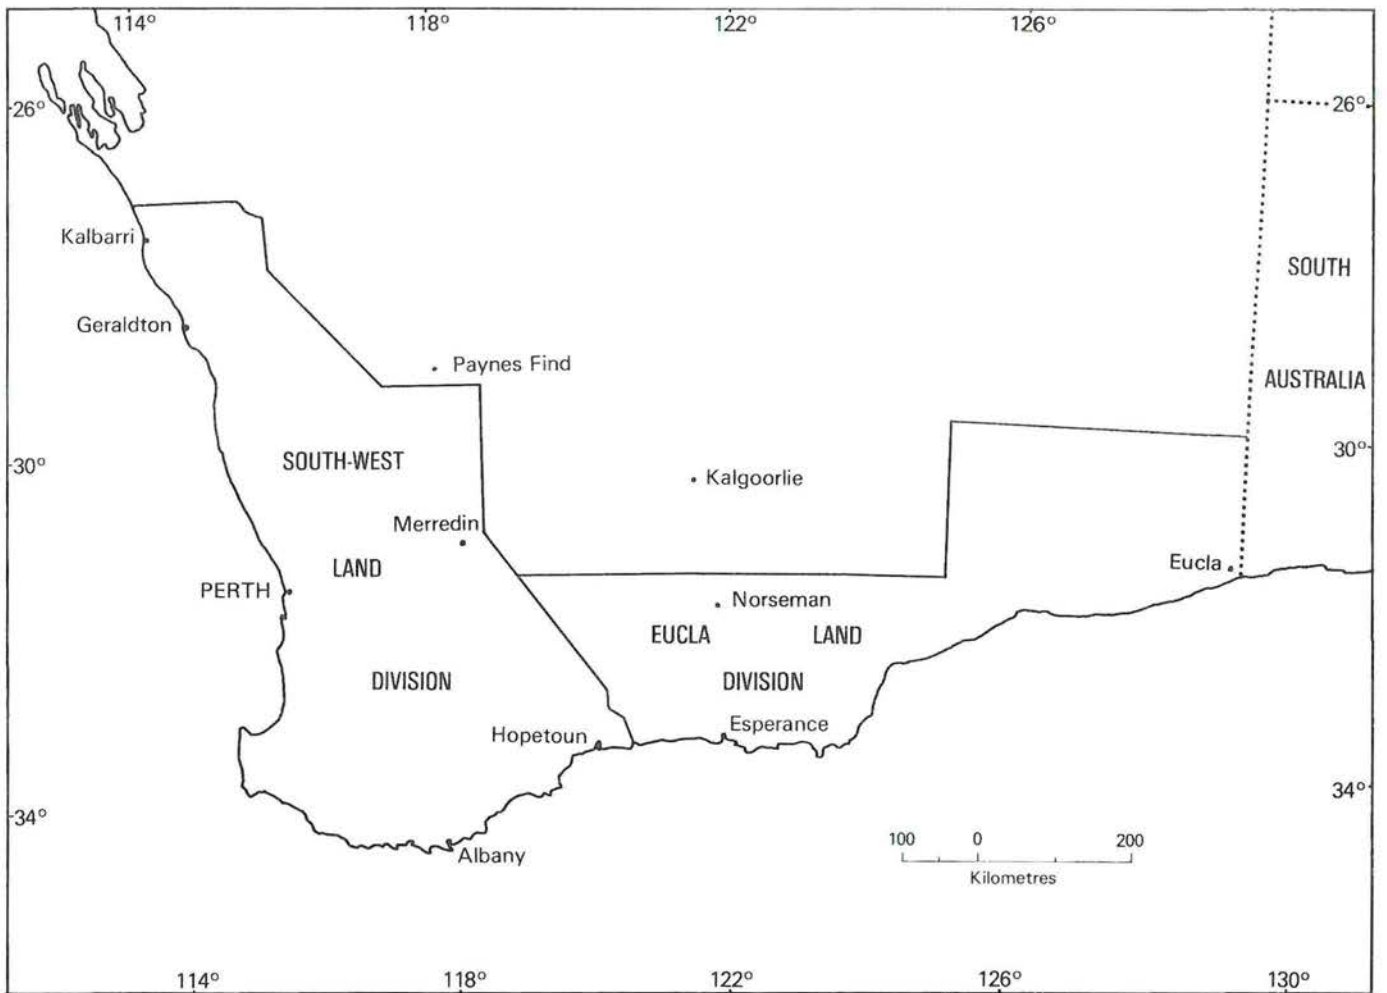 114° 118° 122° 126°
26° 26°
Kalbarri
SOUTH
Geraldton
Paynes Find
AUSTRALIA
30° 30°
SOUTH-WEST
Kalgoorlie
Merredin
LAND
Eucla
PERTH
Norseman
EUCLA LAND
DIVISION
DIVISION
Esperance
Hopetoun
34° 34°
100 0 200
Kilometres
Albany
114° 118° 122° 126° 130°